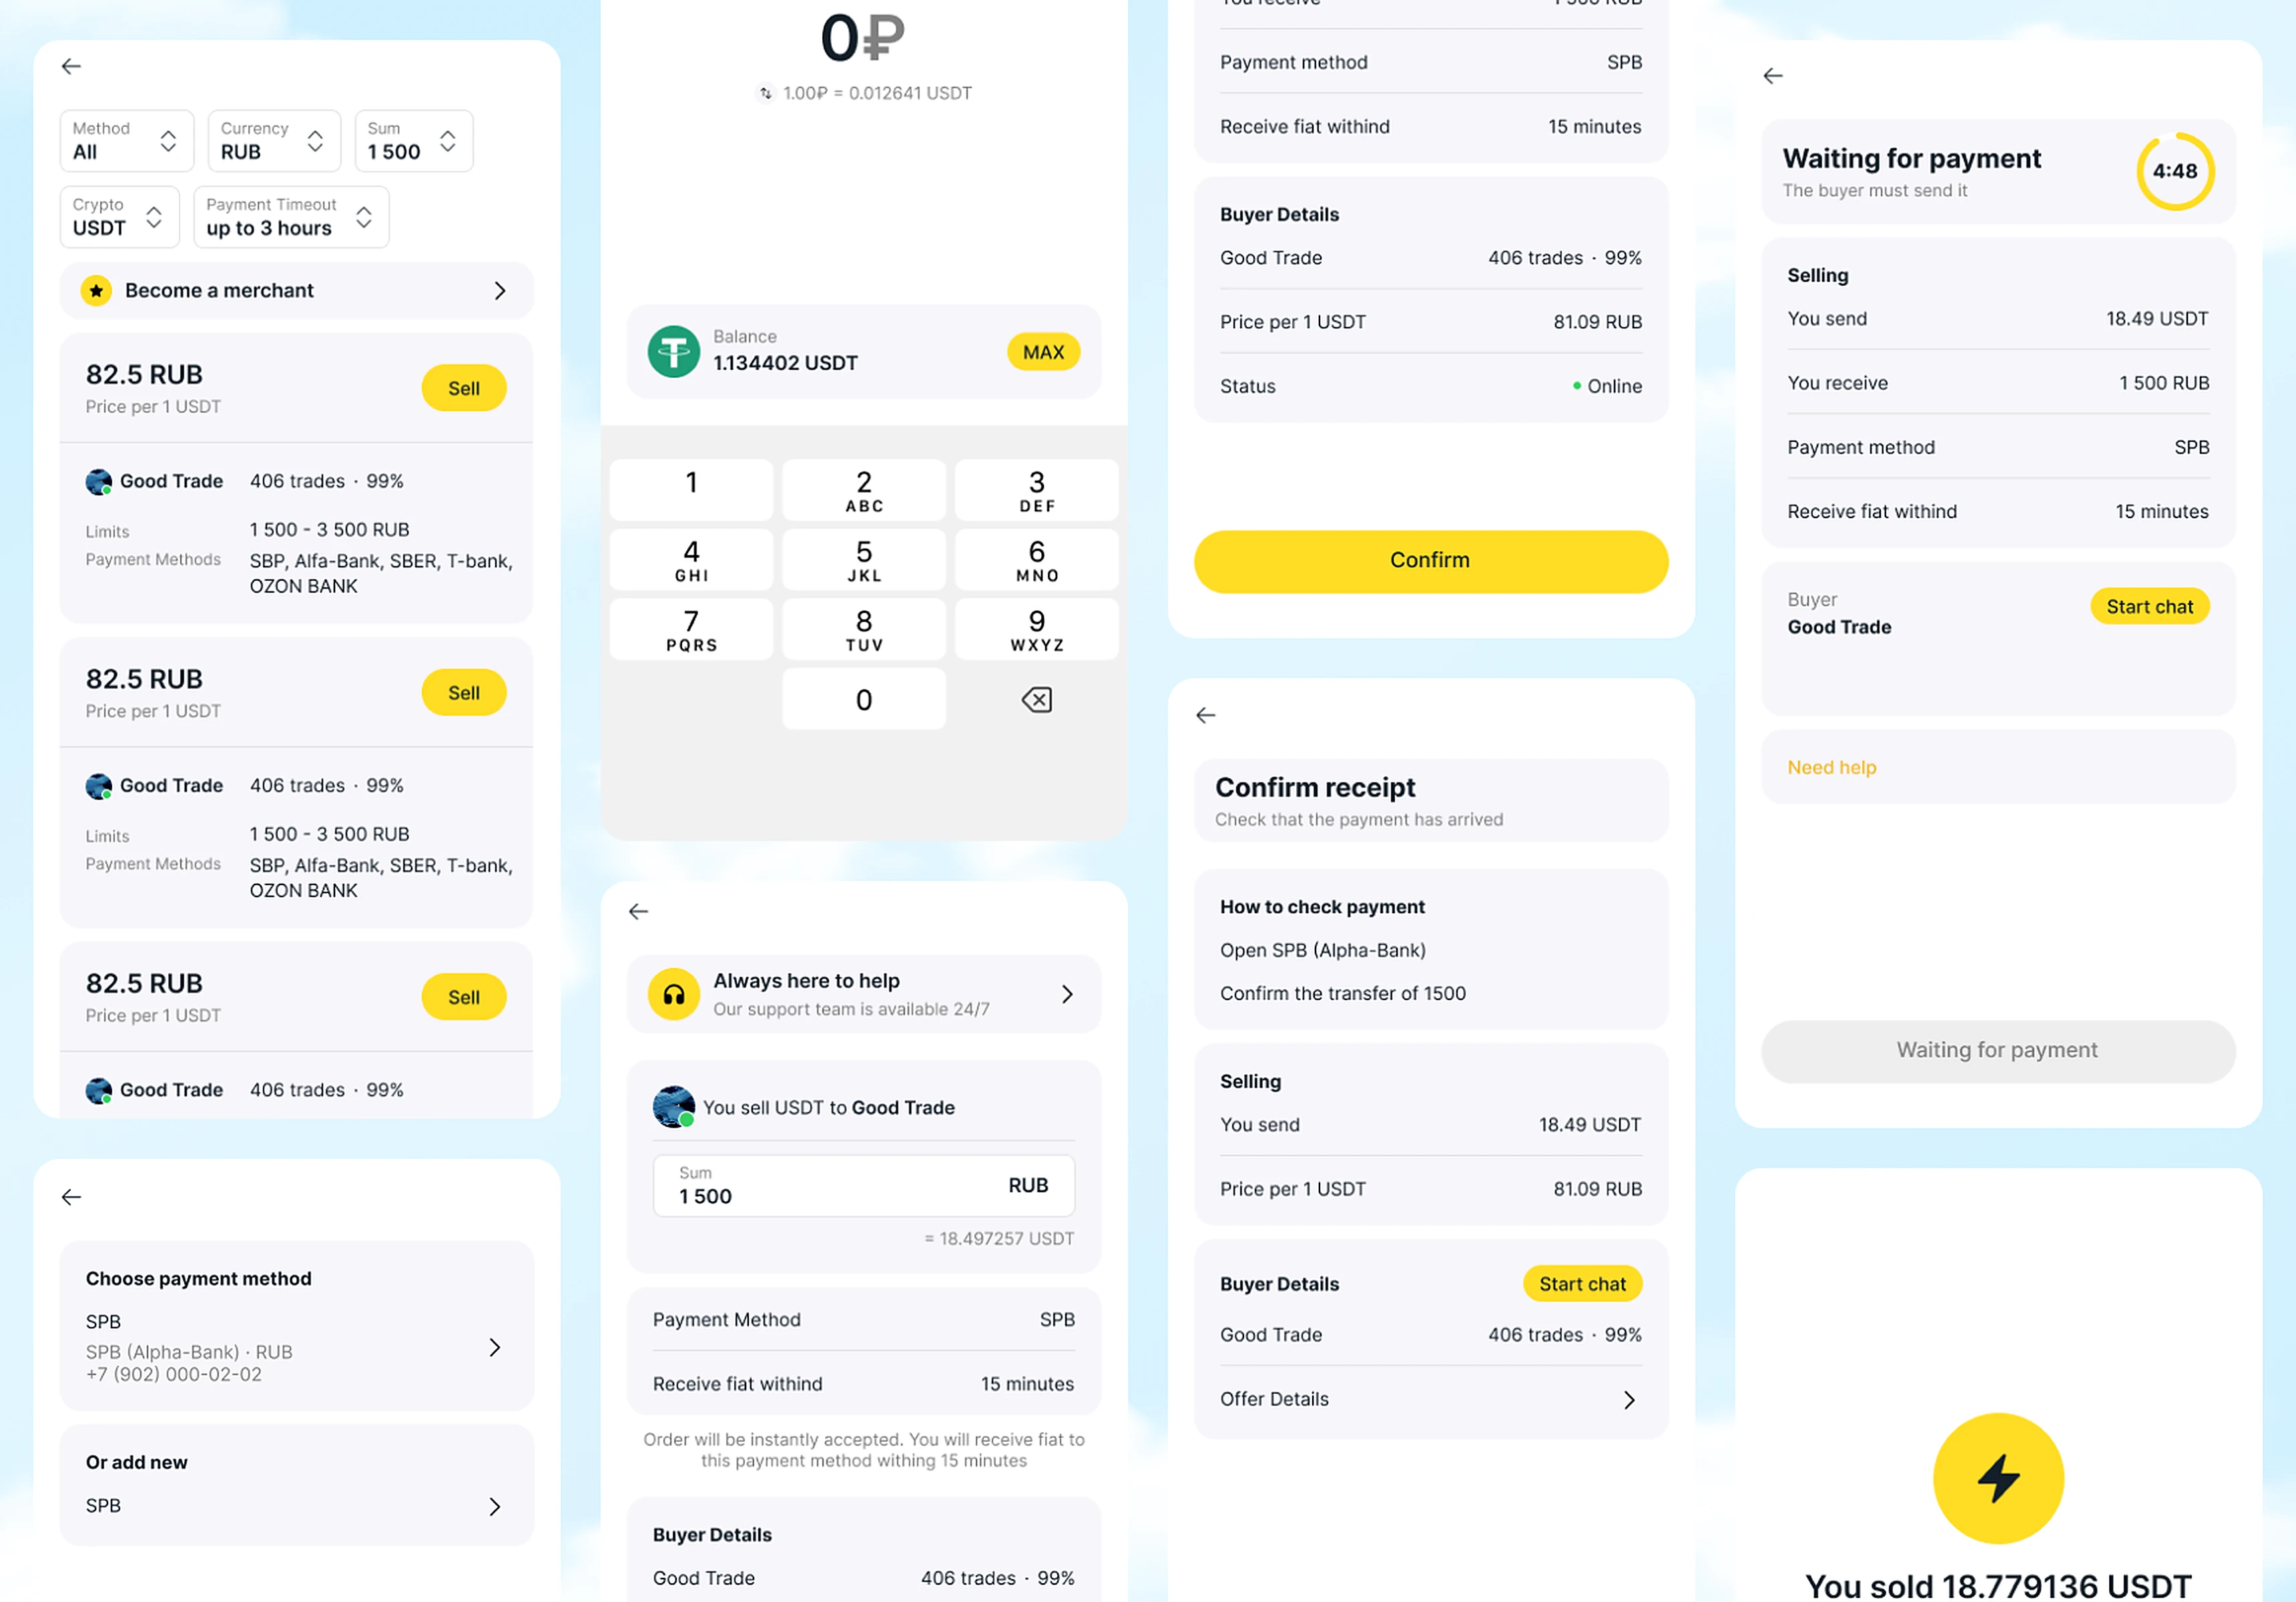 Method
All
Currency
RUB
Sum
1 500
Crypto
USDT
Payment Timeout
up to 3 hours
Become a merchant
82.5 RUB
Price per 1 USDT
Sell
Good Trade 406 trades · 99%
Limits 1 500 - 3 500 RUB
Payment Methods SBP, Alfa-Bank, SBER, T-bank,
OZON BANK
82.5 RUB
Price per 1 USDT
Sell
Good Trade 406 trades · 99%
Limits 1 500 - 3 500 RUB
Payment Methods SBP, Alfa-Bank, SBER, T-bank,
OZON BANK
82.5 RUB
Price per 1 USDT
Sell
Good Trade 406 trades · 99%
Choose payment method
SPB
SPB (Alpha-Bank) · RUB
+7 (902) 000-02-02
Or add new
SPB
0₽
1.00₽ = 0.012641 USDT
Balance
1.134402 USDT
MAX
1
2
ABC
3
DEF
4
GHI
5
JKL
6
MNO
7
PQRS
8
TUV
9
WXYZ
0
Always here to help
Our support team is available 24/7
You sell USDT to Good Trade
Sum
1 500
RUB
= 18.497257 USDT
Payment Method SPB
Receive fiat withind 15 minutes
Order will be instantly accepted. You will receive fiat to
this payment method withing 15 minutes
Buyer Details
Good Trade 406 trades · 99%
You receive 1 500 RUB
Payment method SPB
Receive fiat withind 15 minutes
Buyer Details
Good Trade 406 trades · 99%
Price per 1 USDT 81.09 RUB
Status Online
Confirm
Confirm receipt
Check that the payment has arrived
How to check payment
Open SPB (Alpha-Bank)
Confirm the transfer of 1500
Selling
You send 18.49 USDT
Price per 1 USDT 81.09 RUB
Buyer Details
Start chat
Good Trade 406 trades · 99%
Offer Details
Waiting for payment
The buyer must send it
4:48
Selling
You send 18.49 USDT
You receive 1 500 RUB
Payment method SPB
Receive fiat withind 15 minutes
Buyer
Good Trade
Start chat
Need help
Waiting for payment
You sold 18.779136 USDT